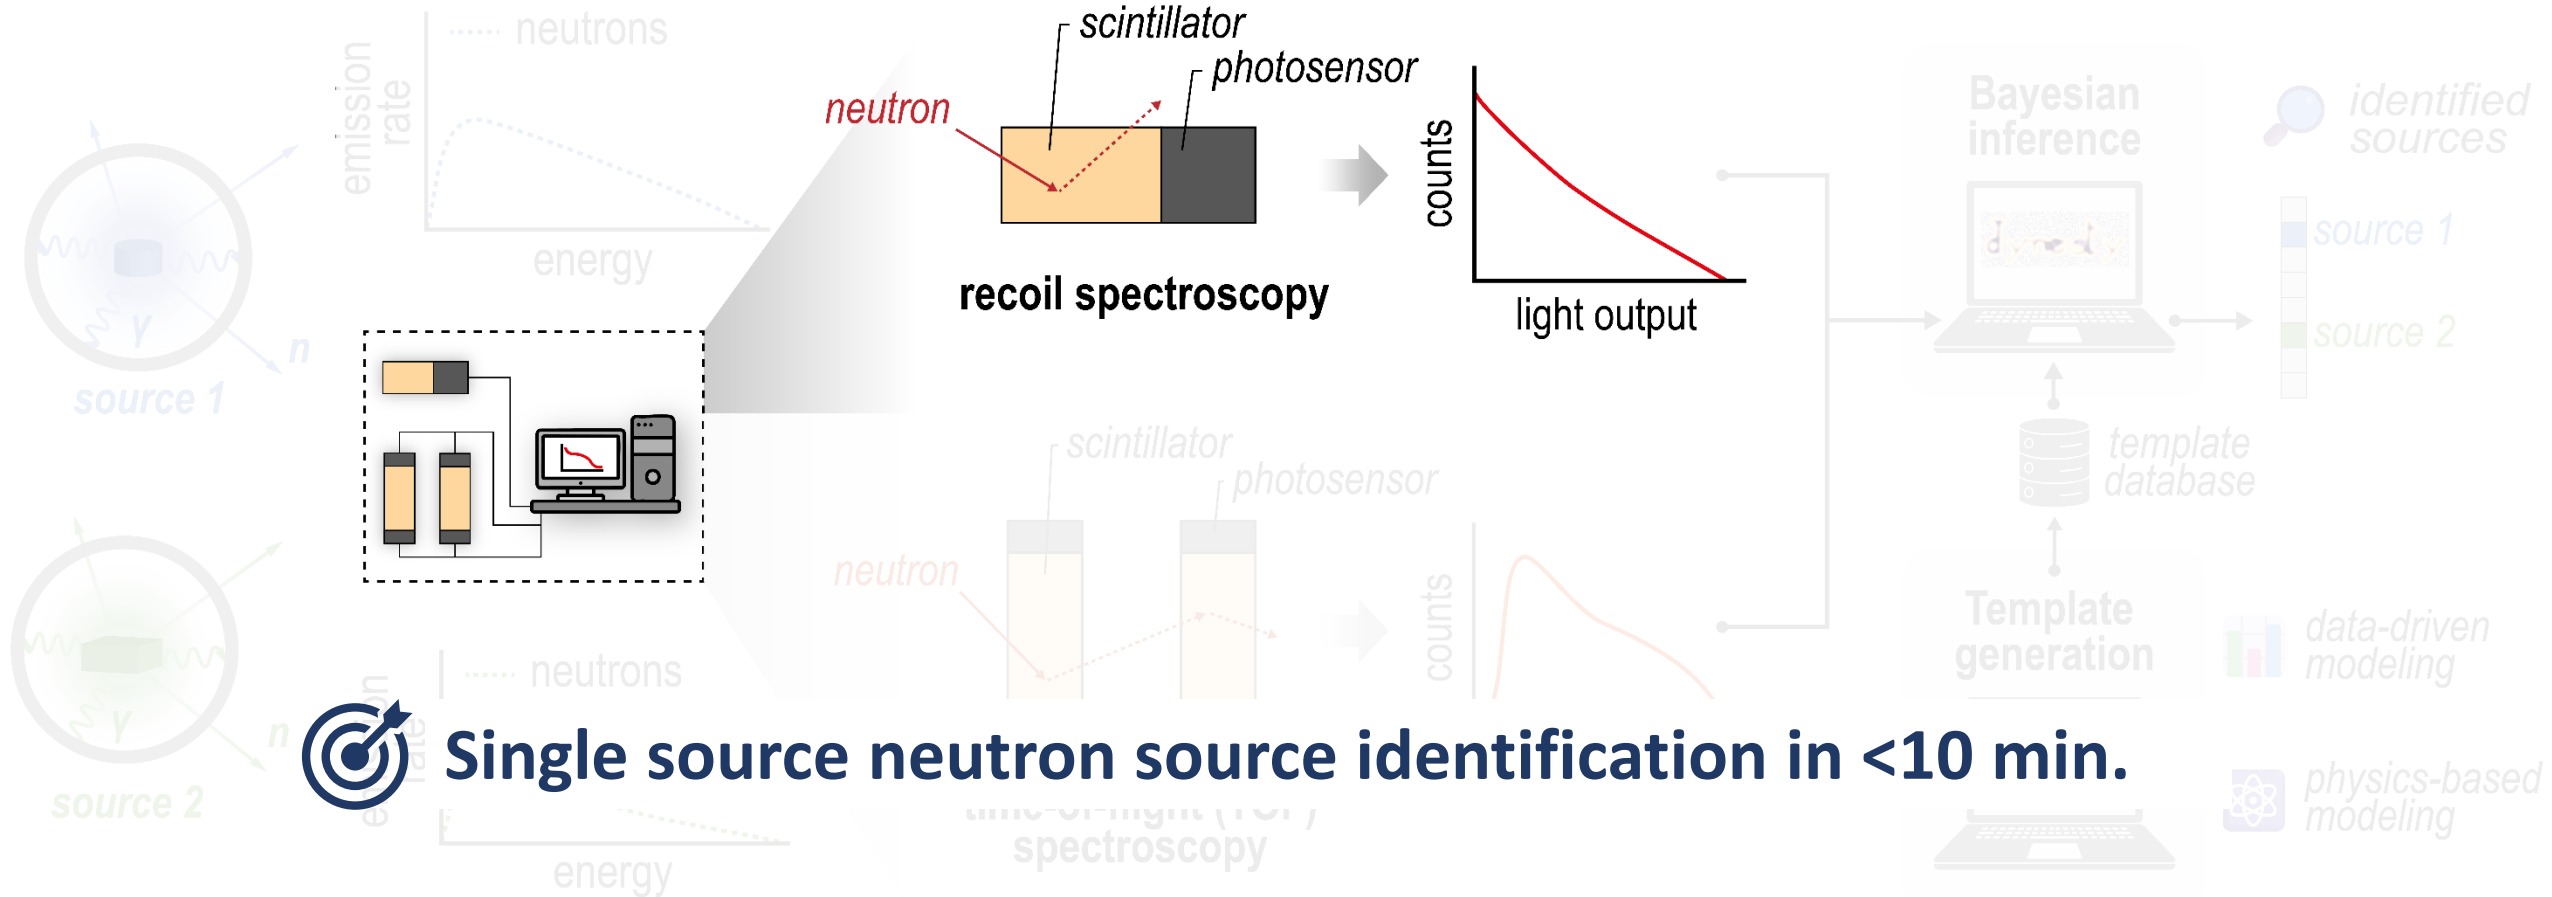 neutrons
emission
rate
energy
γ
n
source 1
scintillator
photosensor
neutron
recoil spectroscopy
counts
light output
Bayesian
inference
identified
sources
source 1
source 2
template
database
scintillator
photosensor
neutron
counts
Template
generation
data-driven
modeling
physics-based
modeling
neutrons
γ
n
source 2
energy
Single source neutron source identification in <10 min.
spectroscopy